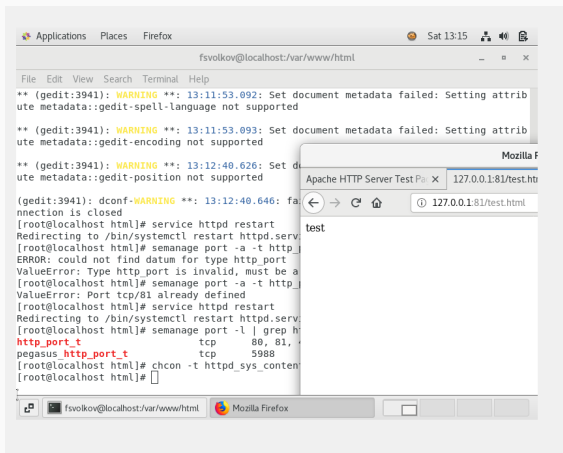 Applications Places Firefox Sat 13:15
fsvolkov@localhost:/var/www/html
File Edit View Search Terminal Help
** (gedit:3941): WARNING **: 13:11:53.092: Set document metadata failed: Setting attrib
ute metadata::gedit-spell-language not supported
** (gedit:3941): WARNING **: 13:11:53.093: Set document metadata failed: Setting attrib
ute metadata::gedit-encoding not supported
** (gedit:3941): WARNING **: 13:12:40.626: Set d
ute metadata::gedit-position not supported
(gedit:3941): dconf-WARNING **: 13:12:40.646: fa
nnection is closed
[root@localhost html]# service httpd restart
Redirecting to /bin/systemctl restart httpd.serv
[root@localhost html]# semanage port -a -t http_
ERROR: could not find datum for type http_port
ValueError: Type http_port is invalid, must be a
[root@localhost html]# semanage port -a -t http_
ValueError: Port tcp/81 already defined
[root@localhost html]# service httpd restart
Redirecting to /bin/systemctl restart httpd.serv
[root@localhost html]# semanage port -l | grep h
http_port_t tcp 80, 81,
pegasus_http_port_t tcp 5988
[root@localhost html]# chcon -t httpd_sys_conten
[root@localhost html]#
Mozilla F
Apache HTTP Server Test Pa
127.0.0.1:81/test.ht
127.0.0.1:81/test.html
test
fsvolkov@localhost:/var/www/html
Mozilla Firefox